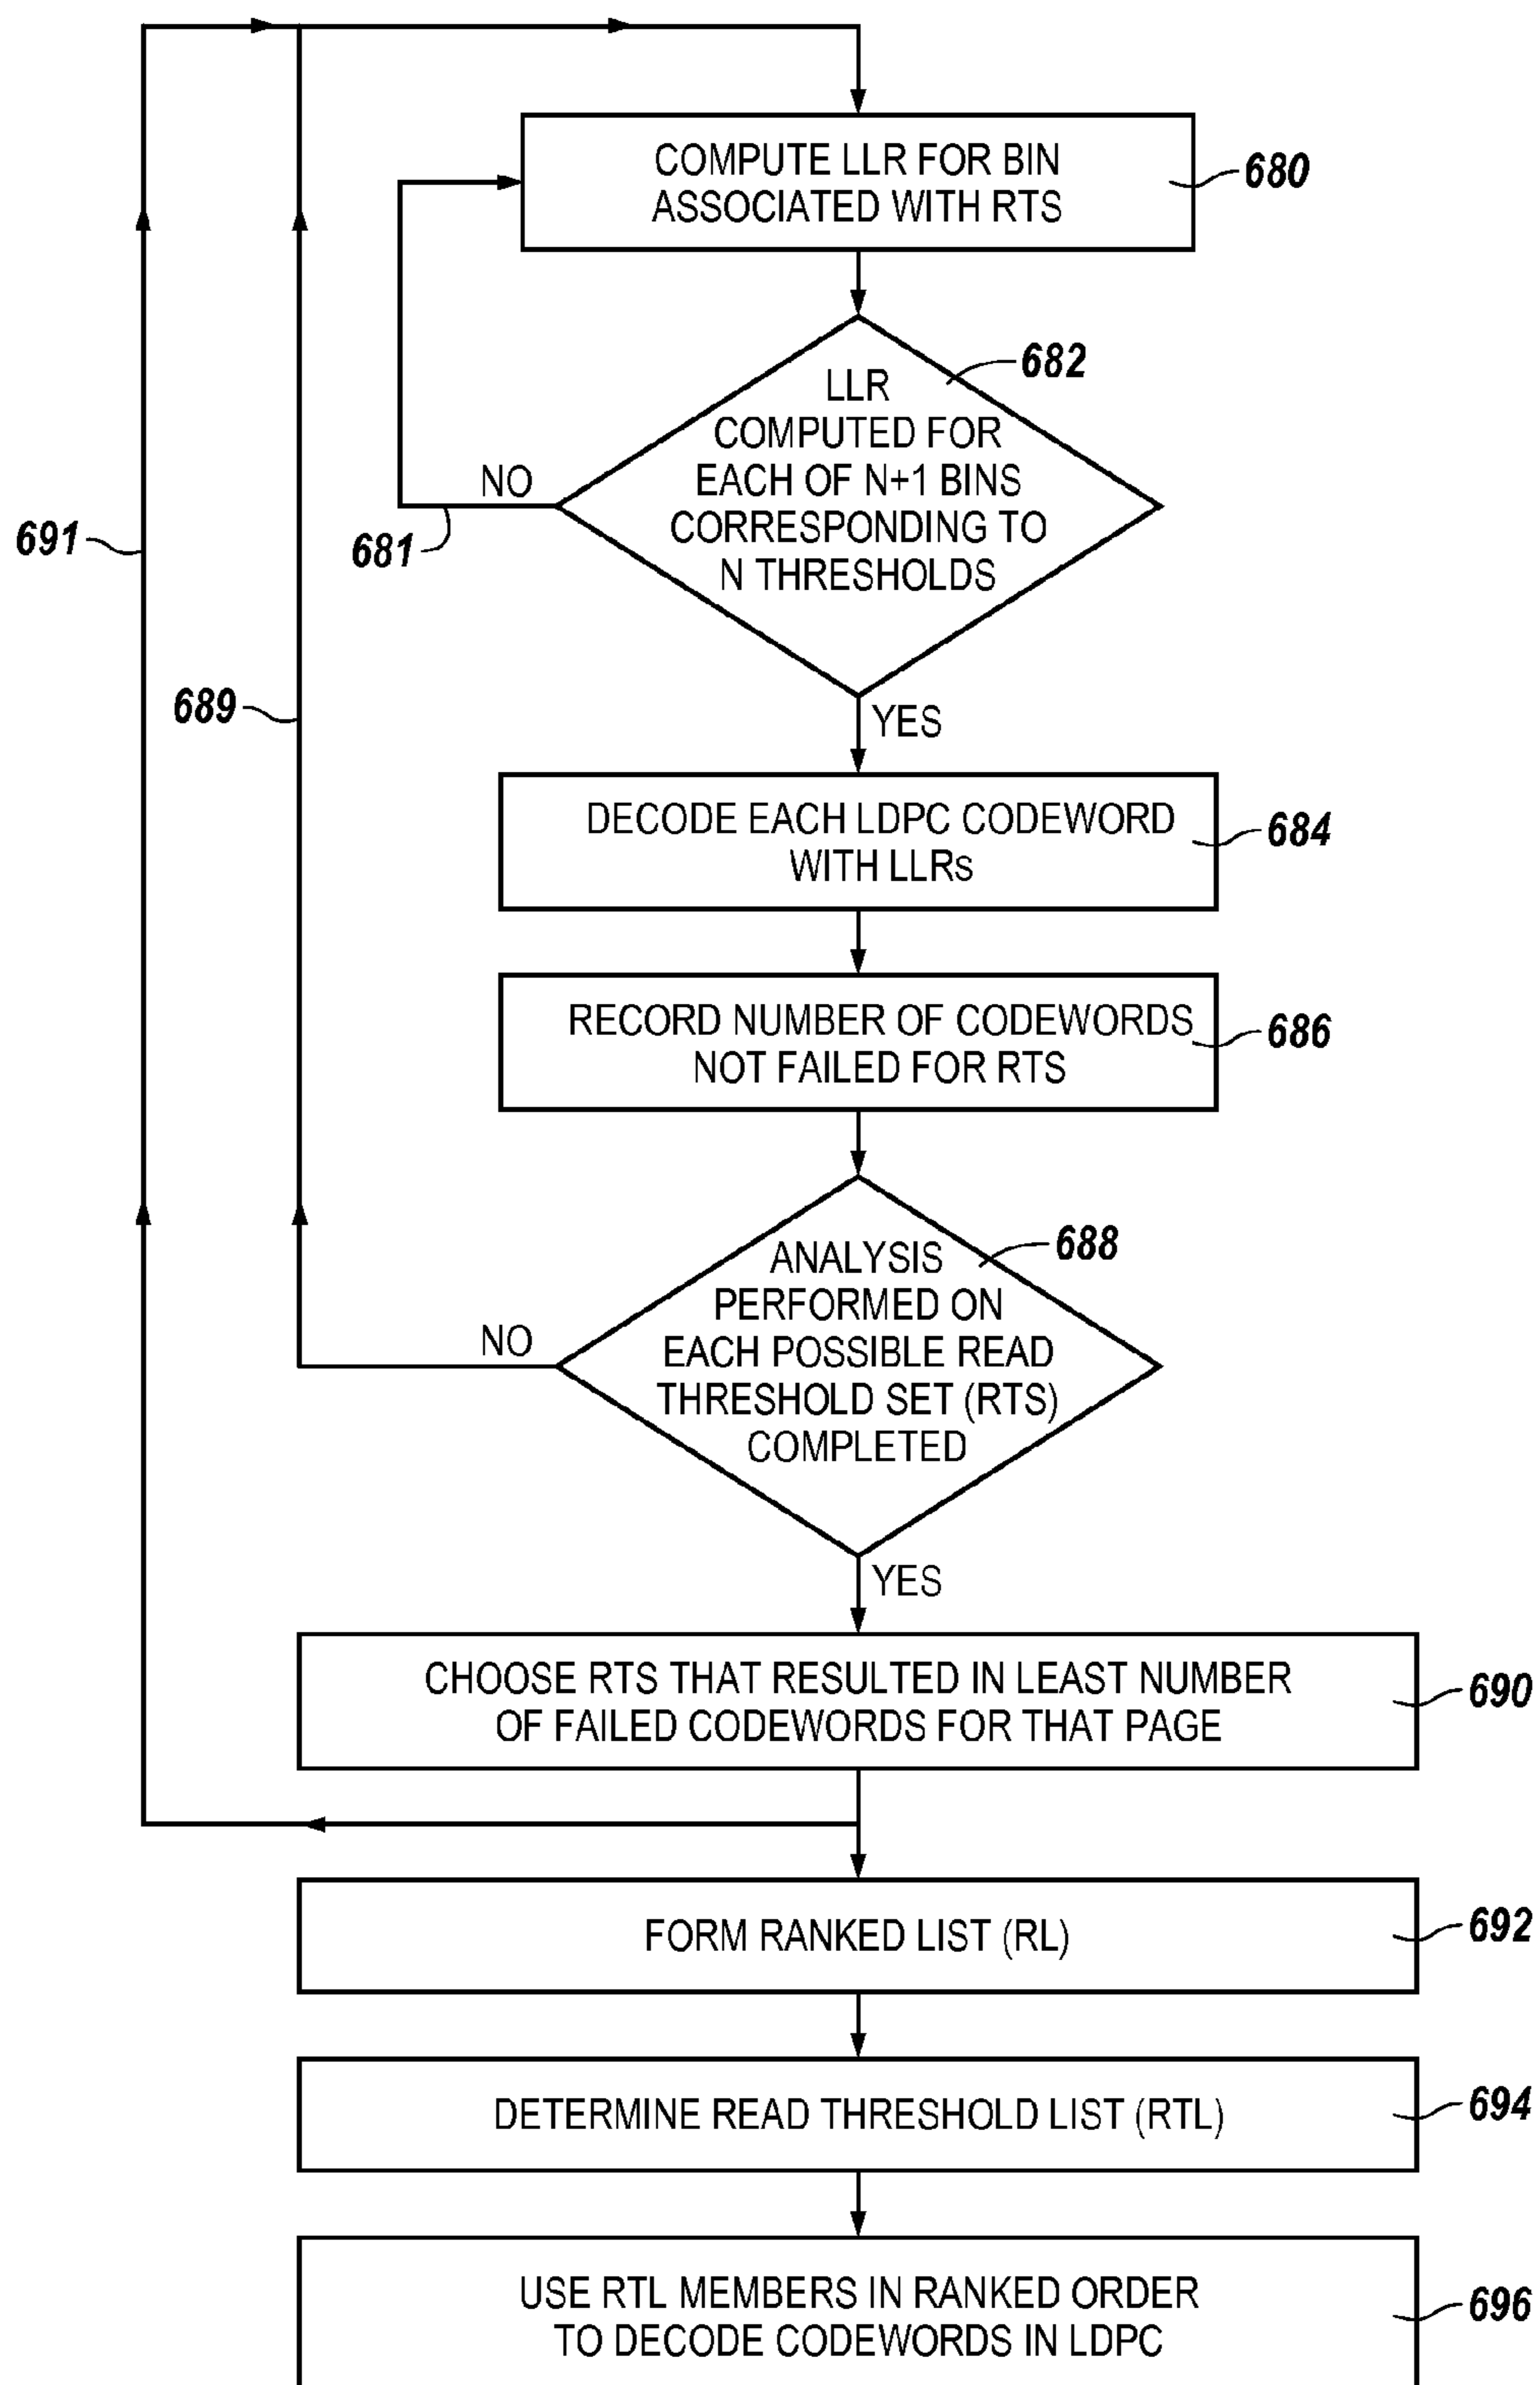 COMPUTE LLR FOR BIN
ASSOCIATED WITH RTS
680
682
LLR
COMPUTED FOR
EACH OF N+1 BINS
CORRESPONDING TO
N THRESHOLDS
NO
681
691
689
YES
DECODE EACH LDPC CODEWORD
WITH LLRs
684
RECORD NUMBER OF CODEWORDS
NOT FAILED FOR RTS
686
688
ANALYSIS
PERFORMED ON
EACH POSSIBLE READ
THRESHOLD SET (RTS)
COMPLETED
NO
YES
CHOOSE RTS THAT RESULTED IN LEAST NUMBER
OF FAILED CODEWORDS FOR THAT PAGE
690
FORM RANKED LIST (RL)
692
DETERMINE READ THRESHOLD LIST (RTL)
694
USE RTL MEMBERS IN RANKED ORDER
TO DECODE CODEWORDS IN LDPC
696